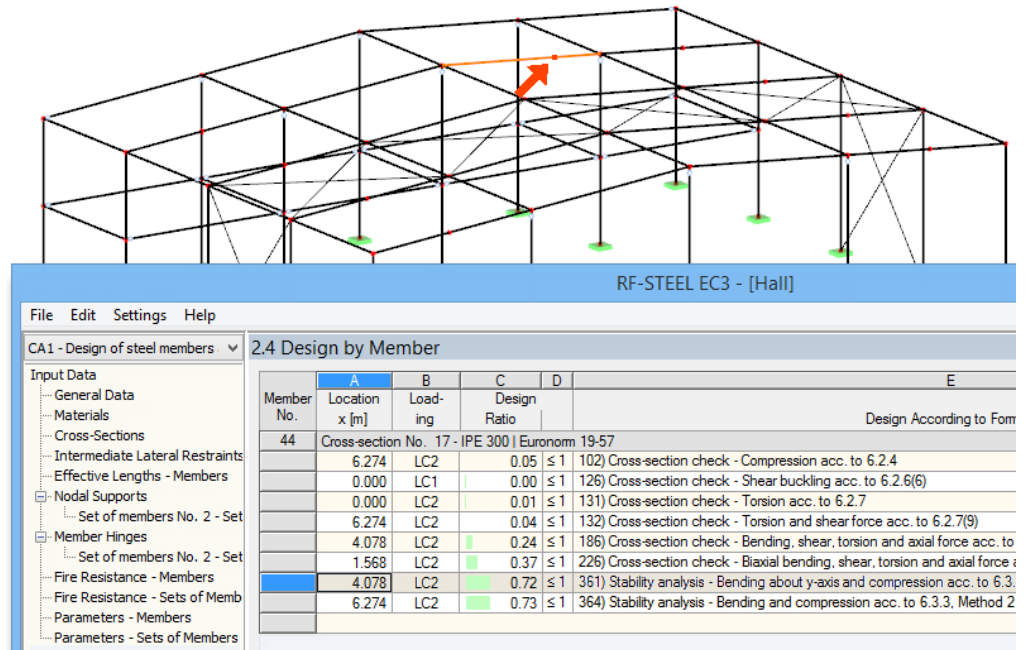 RF-STEEL EC3 - [Hall]
File Edit Settings Help
CA1 - Design of steel members
2.4 Design by Member
Input Data
General Data
Materials
Cross-Sections
Intermediate Lateral Restraints
Effective Lengths - Members
Nodal Supports
Set of members No. 2 - Set
Member Hinges
Set of members No. 2 - Set
Fire Resistance - Members
Fire Resistance - Sets of Memb
Parameters - Members
Parameters - Sets of Members
A B C D E
Member Location Load- Design
No. x [m] ing Ratio Design According to Form
44 Cross-section No. 17 - IPE 300 | Euronorm 19-57
6.274 LC2 0.05 ≤ 1 102) Cross-section check - Compression acc. to 6.2.4
0.000 LC1 0.00 ≤ 1 126) Cross-section check - Shear buckling acc. to 6.2.6(6)
0.000 LC2 0.01 ≤ 1 131) Cross-section check - Torsion acc. to 6.2.7
6.274 LC2 0.04 ≤ 1 132) Cross-section check - Torsion and shear force acc. to 6.2.7(9)
4.078 LC2 0.24 ≤ 1 186) Cross-section check - Bending, shear, torsion and axial force acc. to
1.568 LC2 0.37 ≤ 1 226) Cross-section check - Biaxial bending, shear, torsion and axial force a
4.078 LC2 0.72 ≤ 1 361) Stability analysis - Bending about y-axis and compression acc. to 6.3.
6.274 LC2 0.73 ≤ 1 364) Stability analysis - Bending and compression acc. to 6.3.3, Method 2